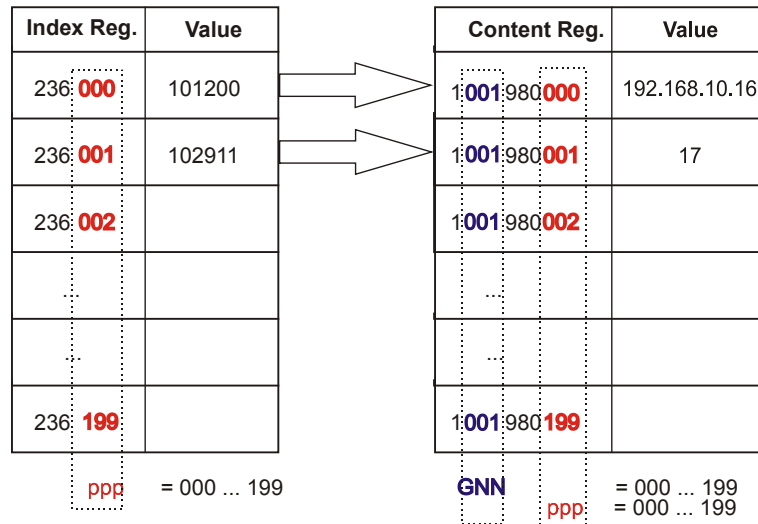 Index Reg. Value Content Reg. Value
236 000 101200 1 001 980 000 192.168.10.16
236 001 102911 1 001 980 001 17
236 002 1 001 980 002
... ...
... ...
236 199 1 001 980 199
ppp = 000 ... 199 GNN = 000 ... 199
ppp = 000 ... 199